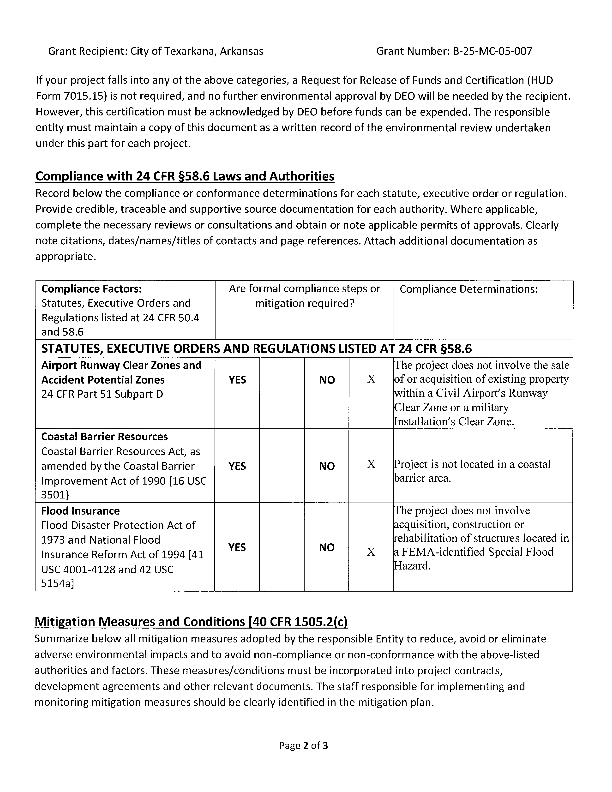 Grant Recipient: City of Texarkana, Arkansas Grant Number: B-25-MC-05-007
If your project falls into any of the above categories, a Request for Release of Funds and Certification (HUD
Form 7015.15) is not required, and no further environmental approval by DEO will be needed by the recipient.
However, this certification must be acknowledged by DEO before funds can be expended. The responsible
entity must maintain a copy of this document as a written record of the environmental review undertaken
under this part for each project.
Compliance with 24 CFR §58.6 Laws and Authorities
Record below the compliance or conformance determinations for each statute, executive order or regulation.
Provide credible, traceable and supportive source documentation for each authority. Where applicable,
complete the necessary reviews or consultations and obtain or note applicable permits of approvals. Clearly
note citations, dates/names/titles of contacts and page references. Attach additional documentation as
appropriate.
Compliance Factors:
Statutes, Executive Orders and
Regulations listed at 24 CFR 50.4
and 58.6
Are formal compliance steps or
mitigation required?
Compliance Determinations:
STATUTES, EXECUTIVE ORDERS AND REGULATIONS LISTED AT 24 CFR §58.6
Airport Runway Clear Zones and
Accident Potential Zones
24 CFR Part 51 Subpart D
YES
NO
X
The project does not involve the sale
of or acquisition of existing property
within a Civil Airport's Runway
Clear Zone or a military
Installation's Clear Zone.
Coastal Barrier Resources
Coastal Barrier Resources Act, as
amended by the Coastal Barrier
Improvement Act of 1990 [16 USC
3501}
YES
NO
X
Project is not located in a coastal
barrier area.
Flood Insurance
Flood Disaster Protection Act of
1973 and National Flood
Insurance Reform Act of 1994 [41
USC 4001-4128 and 42 USC
5154a]
YES
NO
X
The project does not involve
acquisition, construction or
rehabilitation of structures located in
a FEMA-identified Special Flood
Hazard.
Mitigation Measures and Conditions [40 CFR 1505.2(c)
Summarize below all mitigation measures adopted by the responsible Entity to reduce, avoid or eliminate
adverse environmental impacts and to avoid non-compliance or non-conformance with the above-listed
authorities and factors. These measures/conditions must be incorporated into project contracts,
development agreements and other relevant documents. The staff responsible for implementing and
monitoring mitigation measures should be clearly identified in the mitigation plan.
Page 2 of 3